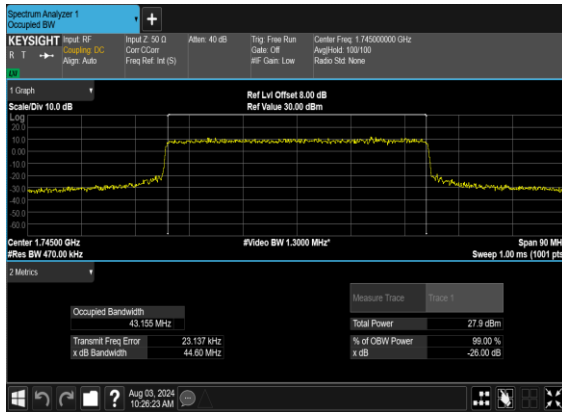 Spectrum Analyzer 1
Occupied BW
KEYSIGHT
R T
LXI
Input: RF
Coupling: DC
Align: Auto
Input Z: 50 Ω
Corr CCorr
Freq Ref: Int (S)
Atten: 40 dB
Trig: Free Run
Gate: Off
#IF Gain: Low
Center Freq: 1.745000000 GHz
Avg|Hold: 100/100
Radio Std: None
1 Graph
Scale/Div 10.0 dB
Ref Lvl Offset 8.00 dB
Ref Value 30.00 dBm
Log
20.0
10.0
0.00
-10.0
-20.0
-30.0
-40.0
-50.0
-60.0
Center 1.74500 GHz
#Video BW 1.3000 MHz*
Span 90 MH
#Res BW 470.00 kHz
Sweep 1.00 ms (1001 pts
2 Metrics
Measure Trace
Trace 1
Occupied Bandwidth
43.155 MHz
Total Power
27.9 dBm
Transmit Freq Error
23.137 kHz
% of OBW Power
99.00 %
x dB Bandwidth
44.60 MHz
x dB
-26.00 dB
?
Aug 03, 2024
10:26:23 AM